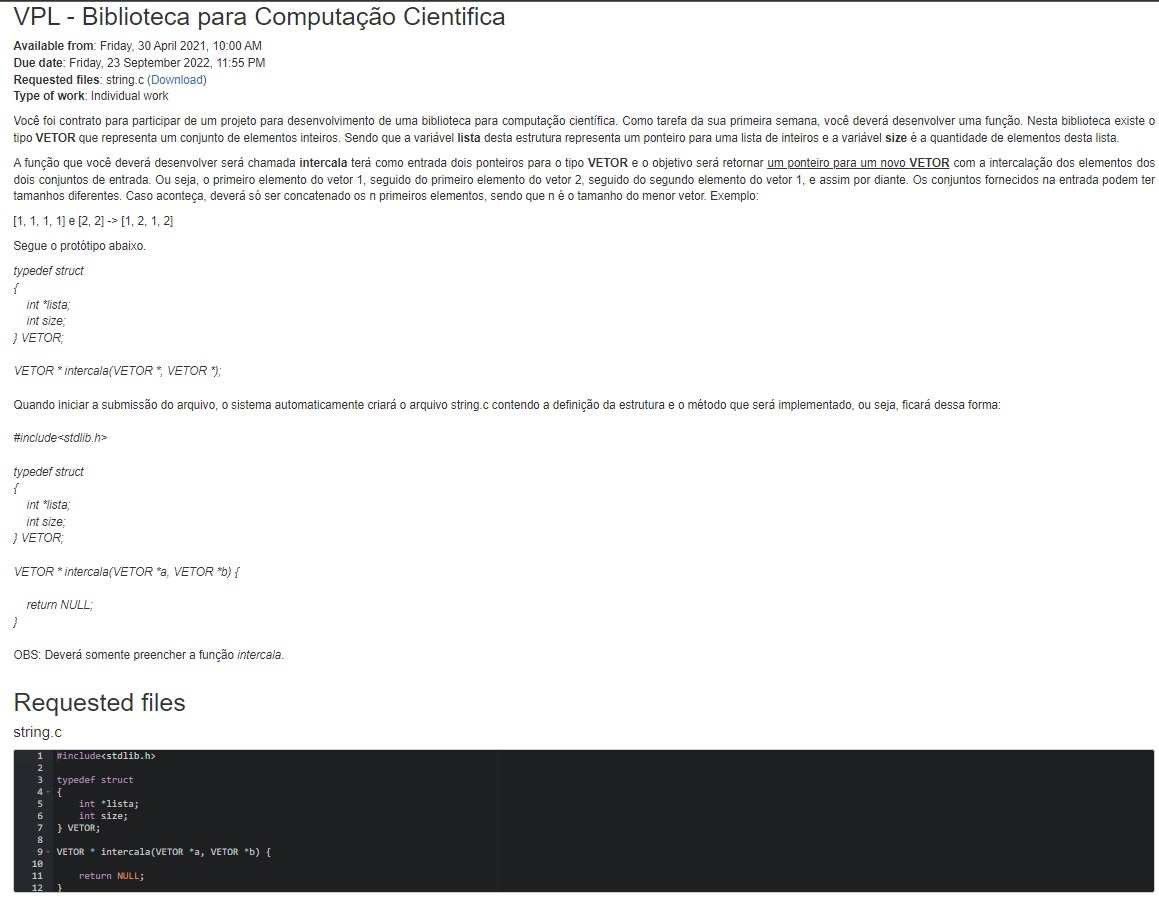 VPL - Biblioteca para Computação Cientifica
Available from: Friday, 30 April 2021, 10:00 AM
Due date: Friday, 23 September 2022, 11:55 PM
Requested files: string.c (Download)
Type of work: Individual work
Você foi contrato para participar de um projeto para desenvolvimento de uma biblioteca para computação científica. Como tarefa da sua primeira semana, você deverá desenvolver uma função. Nesta biblioteca existe o
tipo VETOR que representa um conjunto de elementos inteiros. Sendo que a variável lista desta estrutura representa um ponteiro para uma lista de inteiros e a variável size é a quantidade de elementos desta lista.
A função que você deverá desenvolver será chamada intercala terá como entrada dois ponteiros para o tipo VETOR e o objetivo será retornar um ponteiro para um novo VETOR com a intercalação dos elementos dos
dois conjuntos de entrada. Ou seja, o primeiro elemento do vetor 1, seguido do primeiro elemento do vetor 2, seguido do segundo elemento do vetor 1, e assim por diante. Os conjuntos fornecidos na entrada podem ter
tamanhos diferentes. Caso aconteça, deverá só ser concatenado os n primeiros elementos, sendo que n é o tamanho do menor vetor. Exemplo:
[1, 1, 1, 1] e [2, 2] -> [1, 2, 1, 2]
Segue o protótipo abaixo.
typedef struct
{
int *lista;
int size;
} VETOR;
VETOR * intercala(VETOR *, VETOR *);
Quando iniciar a submissão do arquivo, o sistema automaticamente criará o arquivo string.c contendo a definição da estrutura e o método que será implementado, ou seja, ficará dessa forma:
#include<stdlib.h>
typedef struct
{
int *lista;
int size;
} VETOR;
VETOR * intercala(VETOR *a, VETOR *b) {
return NULL;
}
OBS: Deverá somente preencher a função intercala.
Requested files
string.c
1 #include<stdlib.h>
2
3 typedef struct
4 {
5 int *lista;
6 int size;
7 } VETOR;
8
9 VETOR * intercala(VETOR *a, VETOR *b) {
10
11 return NULL;
12 }